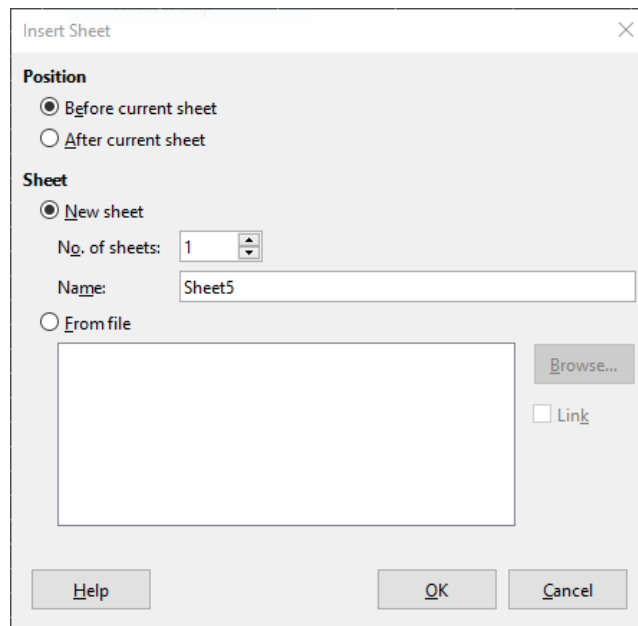 Insert Sheet
Position
Before current sheet
After current sheet
Sheet
New sheet
No. of sheets: 1
Name: Sheet5
From file
Browse...
Link
Help OK Cancel